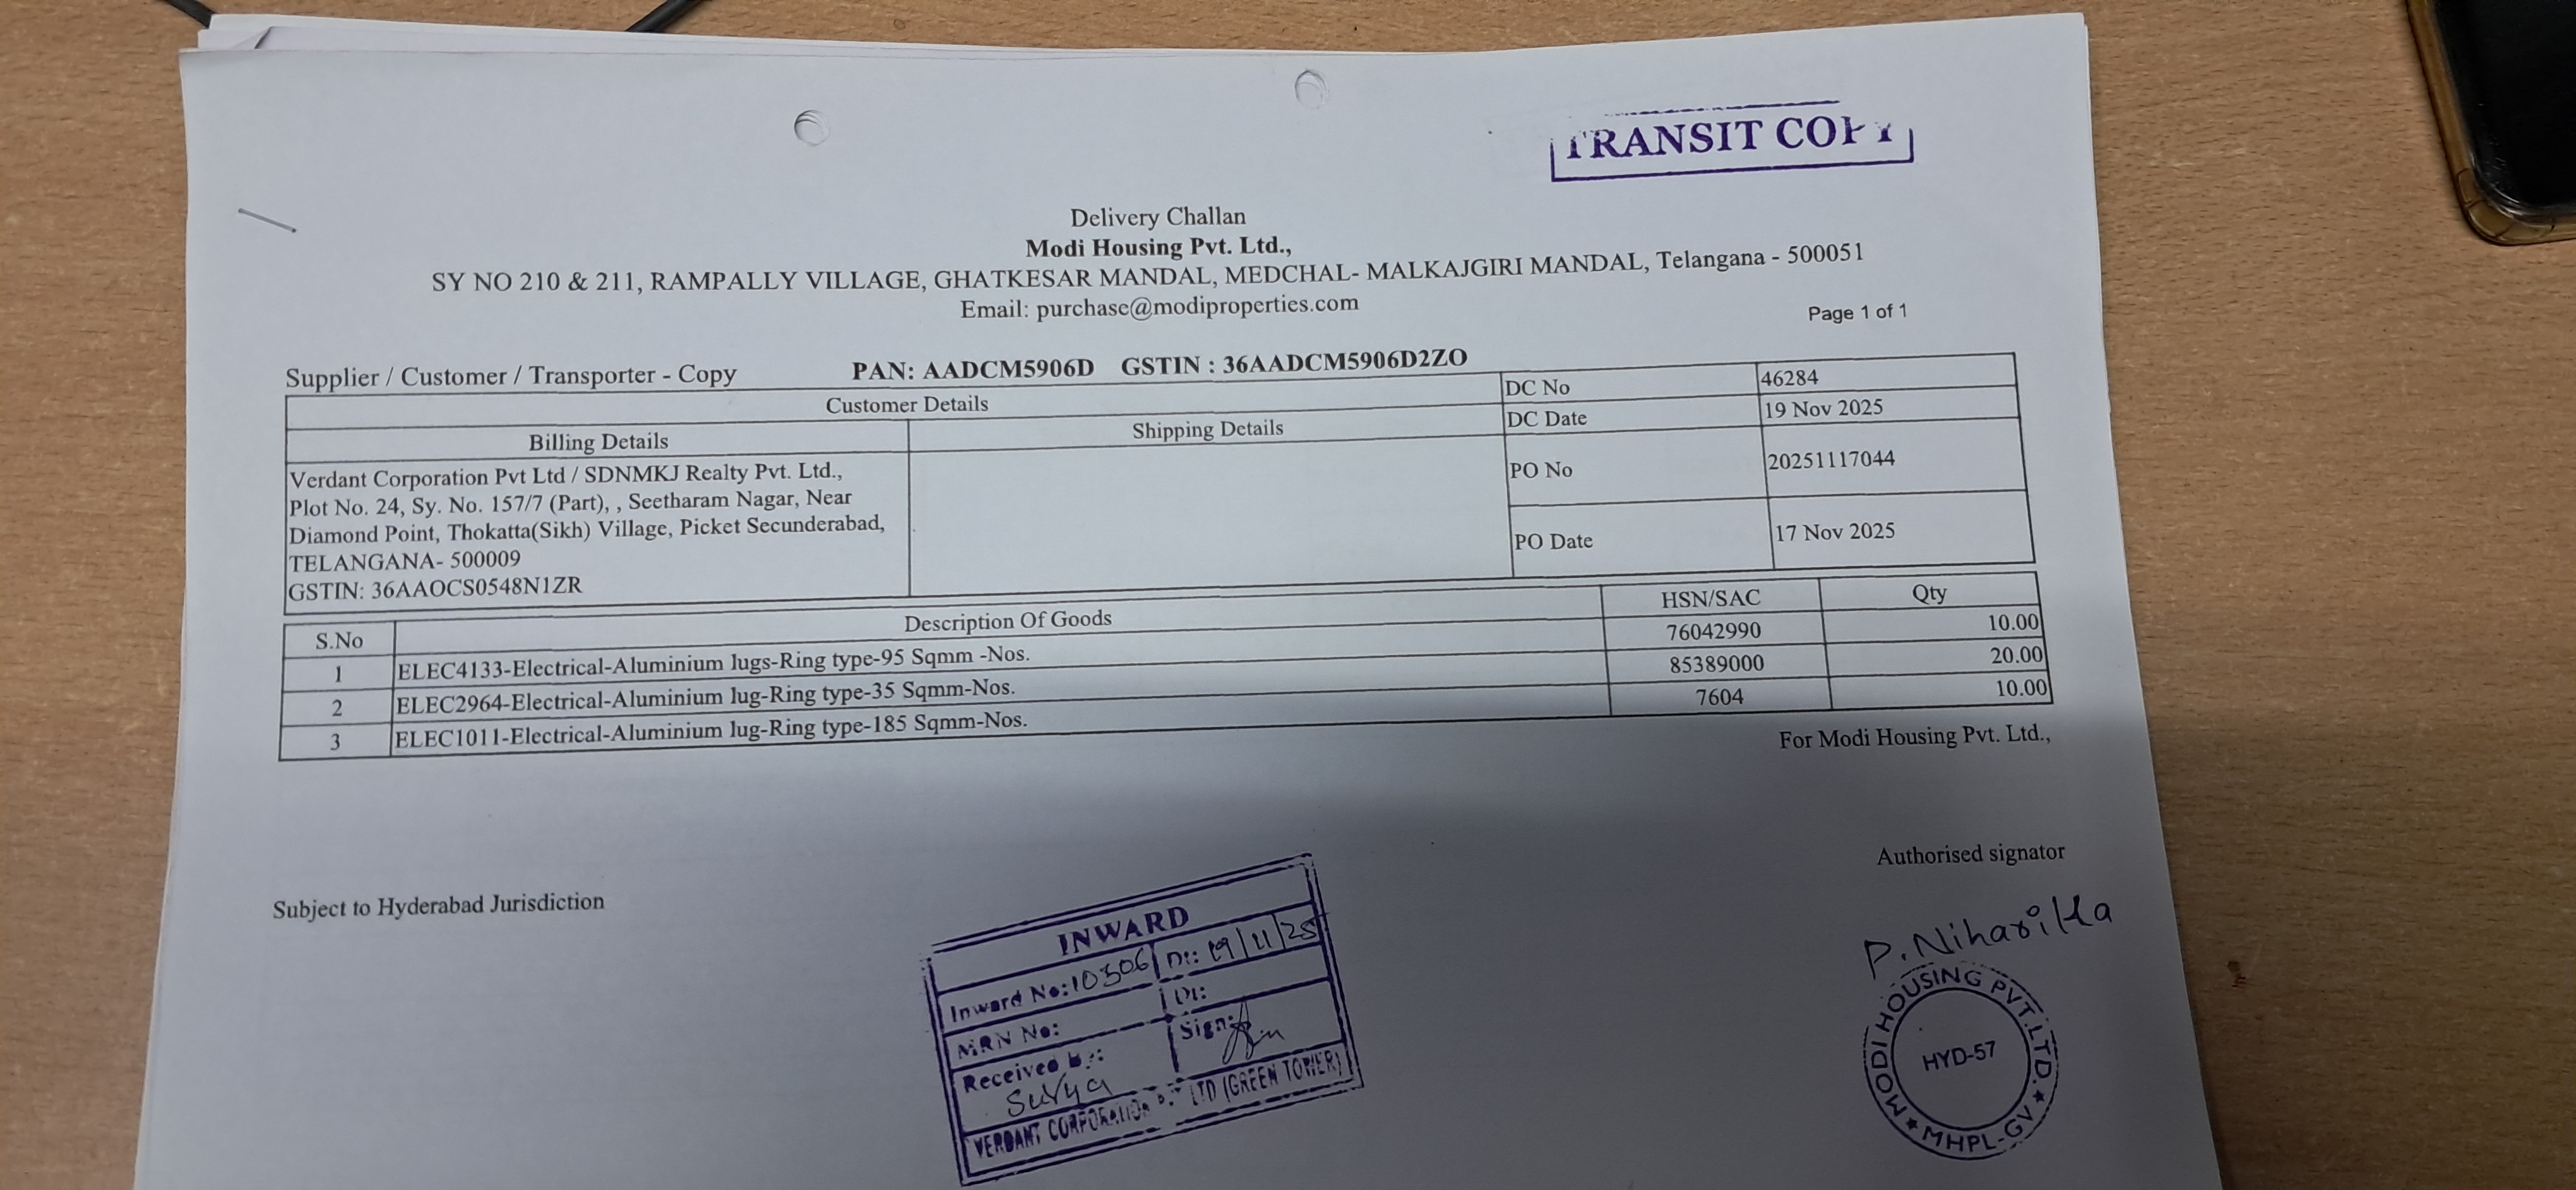 TRANSIT COPY
Delivery Challan
Modi Housing Pvt. Ltd.,
SY NO 210 & 211, RAMPALLY VILLAGE, GHATKESAR MANDAL, MEDCHAL- MALKAJGIRI MANDAL, Telangana - 500051
Email: purchase@modiproperties.com
Page 1 of 1
Supplier / Customer / Transporter - Copy PAN: AADCM5906D GSTIN : 36AADCM5906D2ZO
Customer Details
DC No 46284
DC Date 19 Nov 2025
Billing Details Shipping Details
PO No 20251117044
PO Date 17 Nov 2025
Verdant Corporation Pvt Ltd / SDNMKJ Realty Pvt. Ltd.,
Plot No. 24, Sy. No. 157/7 (Part), , Seetharam Nagar, Near
Diamond Point, Thokatta(Sikh) Village, Picket Secunderabad,
TELANGANA- 500009
GSTIN: 36AAOCS0548N1ZR
S.No Description Of Goods HSN/SAC Qty
1 ELEC4133-Electrical-Aluminium lugs-Ring type-95 Sqmm -Nos. 76042990 10.00
2 ELEC2964-Electrical-Aluminium lug-Ring type-35 Sqmm-Nos. 85389000 20.00
3 ELEC1011-Electrical-Aluminium lug-Ring type-185 Sqmm-Nos. 7604 10.00
For Modi Housing Pvt. Ltd.,
Subject to Hyderabad Jurisdiction
Authorised signator
P. Niharikka
MODI HOUSING PVT.LTD.
HYD-57
★ MHPL-GV ★
INWARD
Inward No: 10306 Dt: 19/11/25
MRN No: Dt:
Received By: Sign:
Surya
VERDANT CORPORATION PVT LTD (GREEN TOWER)